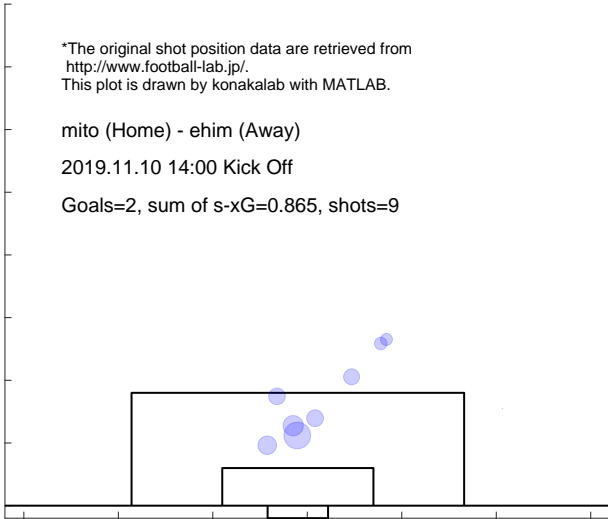 *The original shot position data are retrieved from
http://www.football-lab.jp/.
This plot is drawn by konakalab with MATLAB.
mito (Home) - ehim (Away)
2019.11.10 14:00 Kick Off
Goals=2, sum of s-xG=0.865, shots=9